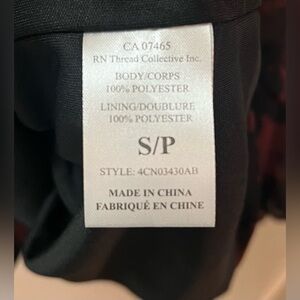 CA 07465
RN Thread Collective Inc.
BODY/CORPS
100% POLYESTER
LINING/DOUBLURE
100% POLYESTER
S/P
STYLE: 4CN03430AB
MADE IN CHINA
FABRIQUÉ EN CHINE